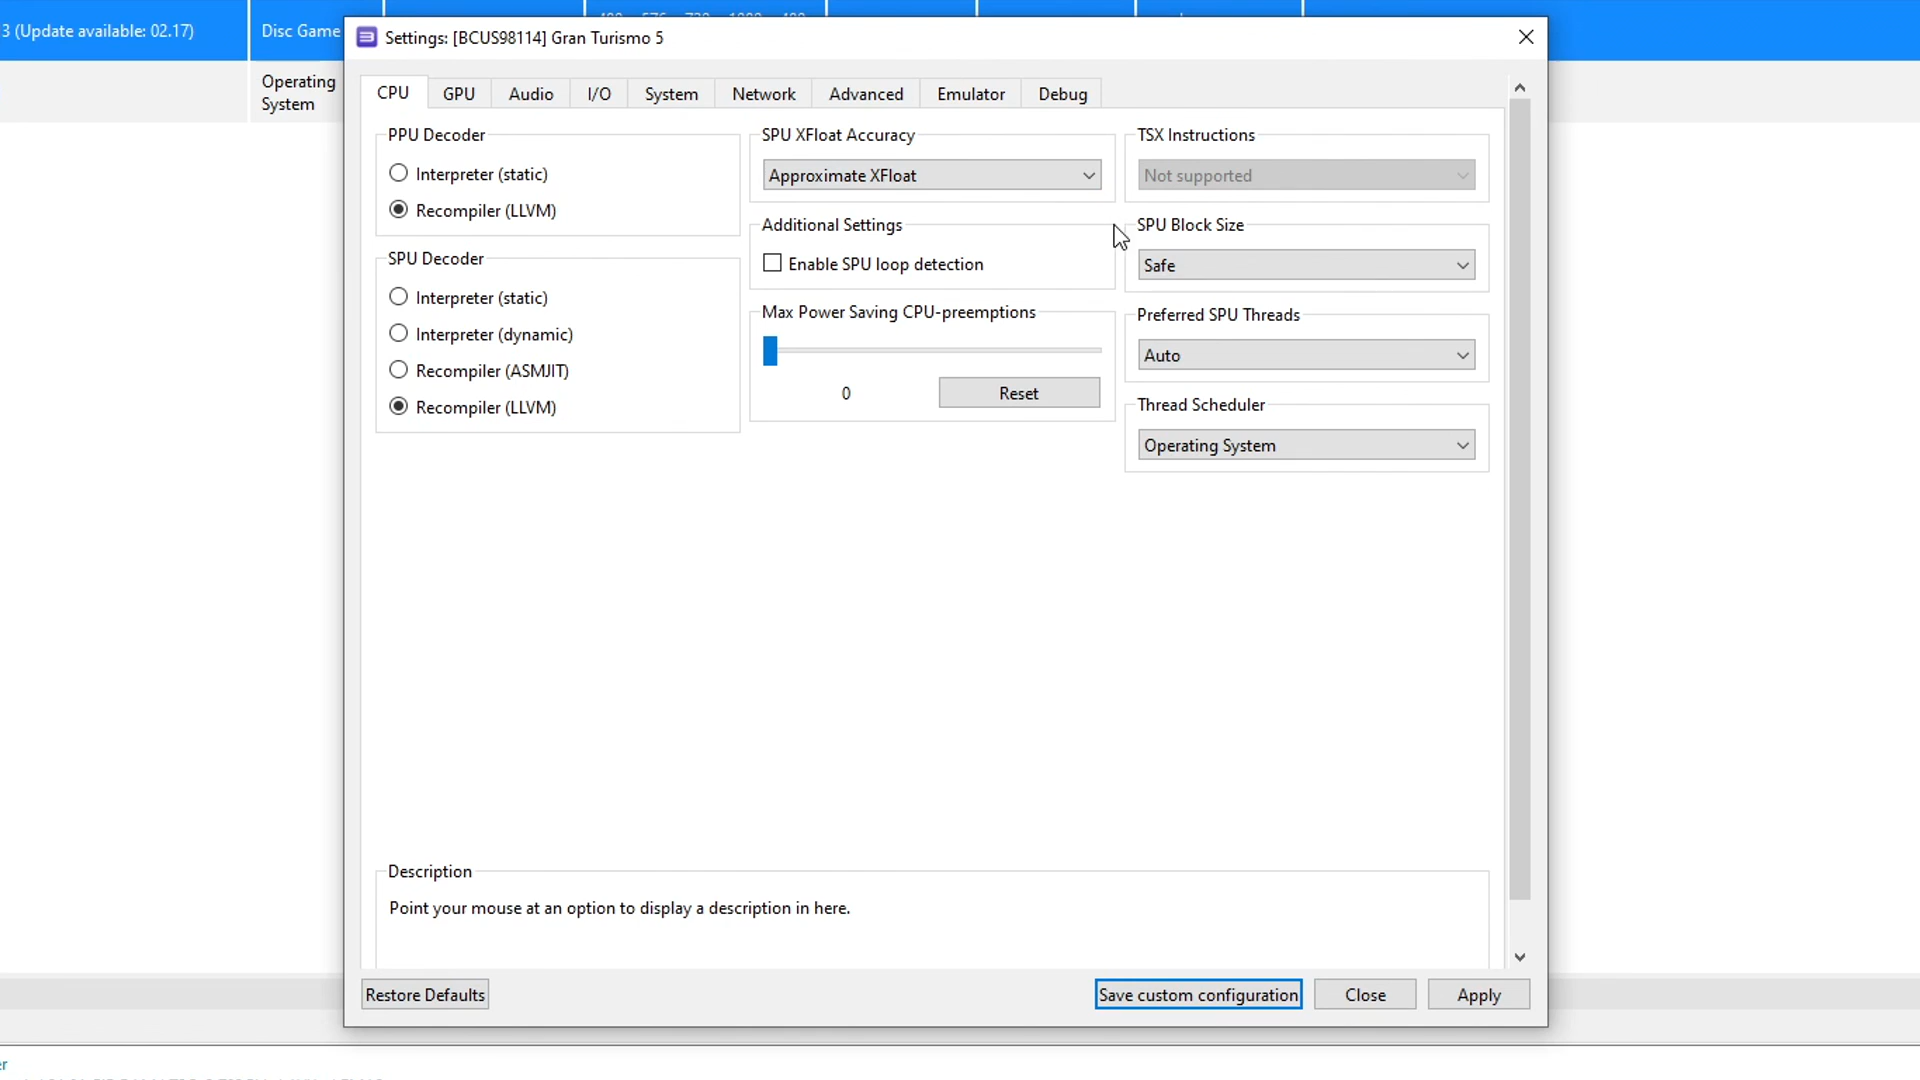 3 (Update available: 02.17)
Disc Game
Operating
System
Settings: [BCUS98114] Gran Turismo 5
CPU
GPU
Audio
I/O
System
Network
Advanced
Emulator
Debug
PPU Decoder
Interpreter (static)
Recompiler (LLVM)
SPU Decoder
Interpreter (static)
Interpreter (dynamic)
Recompiler (ASMJIT)
Recompiler (LLVM)
SPU XFloat Accuracy
Approximate XFloat
Additional Settings
Enable SPU loop detection
Max Power Saving CPU-preemptions
0
Reset
TSX Instructions
Not supported
SPU Block Size
Safe
Preferred SPU Threads
Auto
Thread Scheduler
Operating System
Description
Point your mouse at an option to display a description in here.
Restore Defaults
Save custom configuration
Close
Apply
er